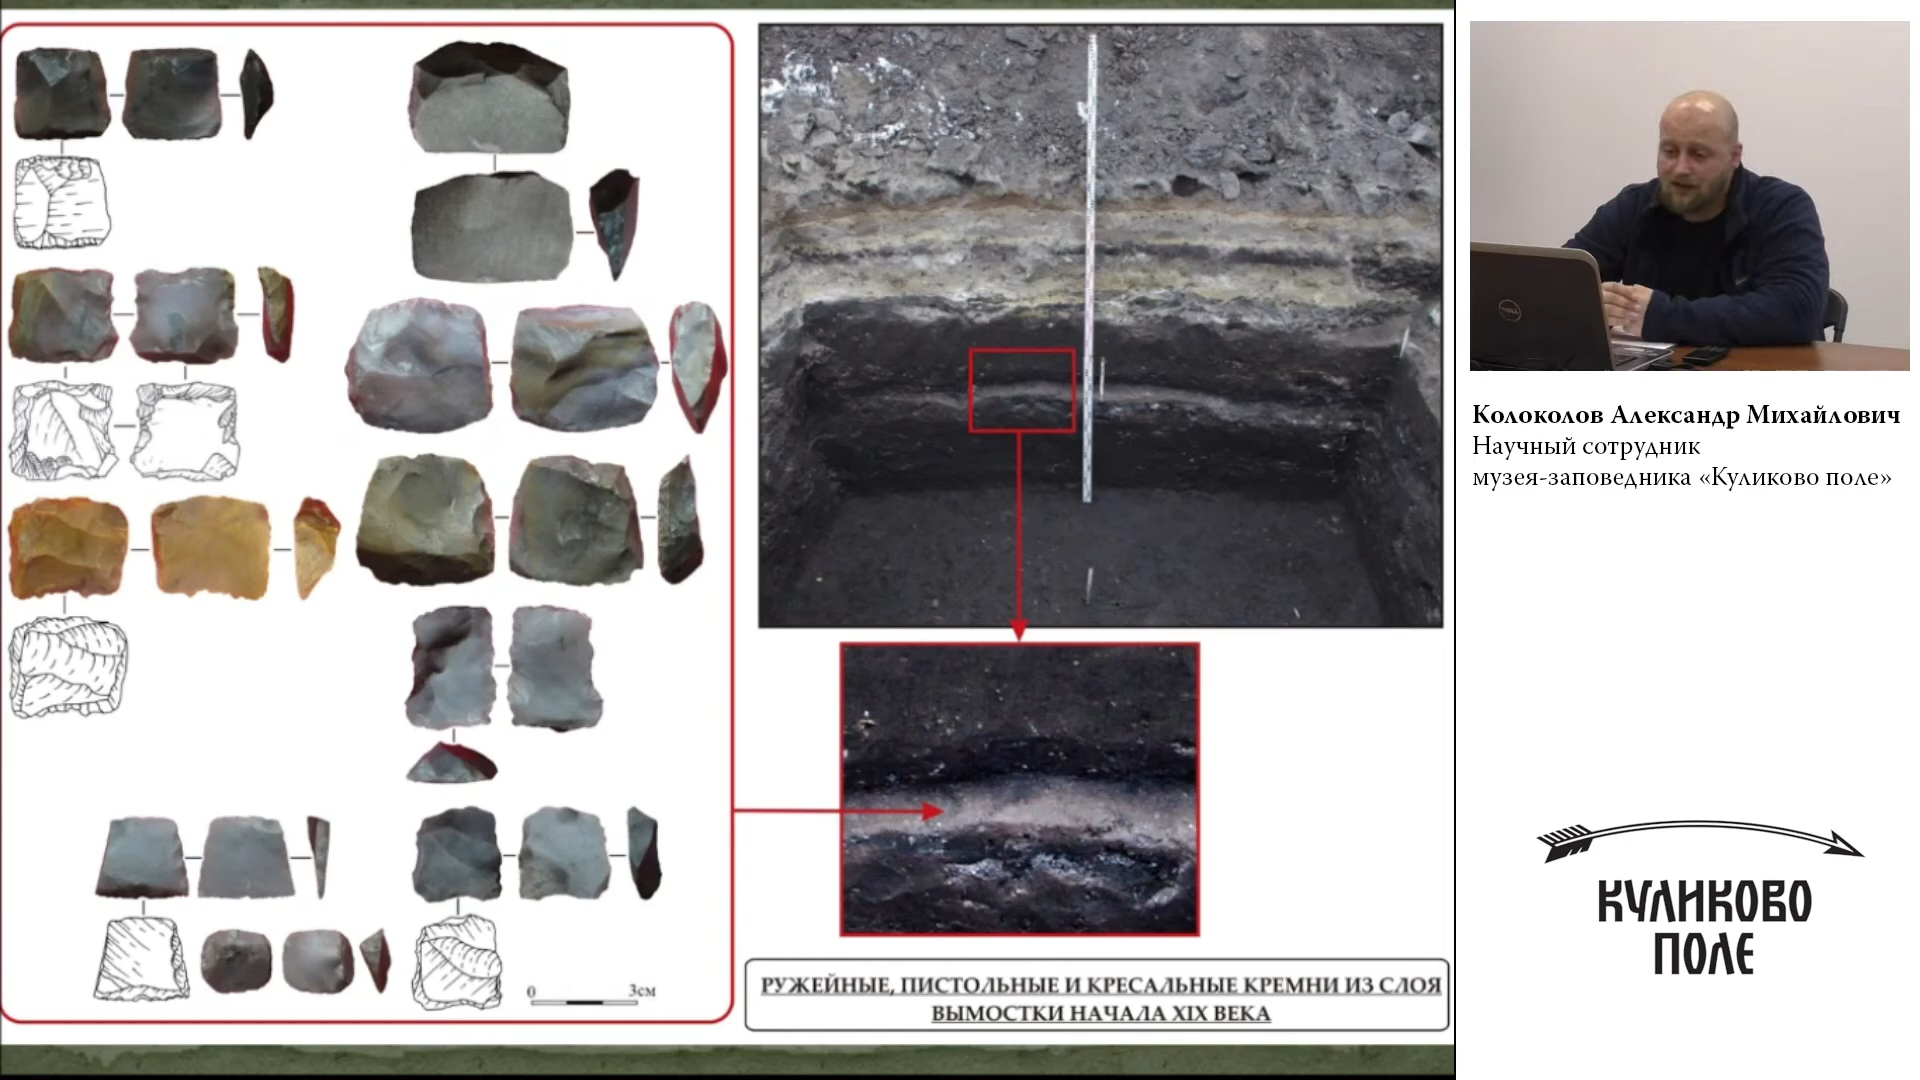 0 3см
РУЖЕЙНЫЕ, ПИСТОЛЬНЫЕ И КРЕСАЛЬНЫЕ КРЕМНИ ИЗ СЛОЯ
ВЫМОСТКИ НАЧАЛА XIX ВЕКА
DELL
Колоколов Александр Михайлович
Научный сотрудник
музея-заповедника «Куликово поле»
КУЛИКОВО
ПОЛЕ